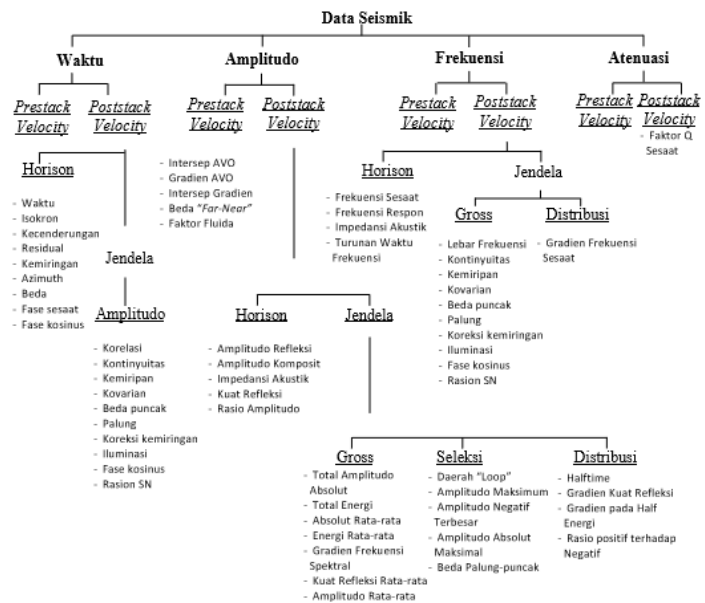 Data Seismik
Waktu
Amplitudo
Frekuensi
Atenuasi
Prestack
Velocity
Poststack
Velocity
Prestack
Velocity
Poststack
Velocity
Prestack
Velocity
Poststack
Velocity
Prestack
Velocity
Poststack
Velocity
- Faktor Q
Sesaat
Horison
- Waktu
- Isokron
- Kecenderungan
- Residual
- Kemiringan
- Azimuth
- Beda
- Fase sesaat
- Fase kosinus
Jendela
Amplitudo
- Korelasi
- Kontinyuitas
- Kemiripan
- Kovarian
- Beda puncak
- Palung
- Koreksi kemiringan
- Iluminasi
- Fase kosinus
- Rasion SN
- Intersep AVO
- Gradien AVO
- Intersep Gradien
- Beda "Far-Near"
- Faktor Fluida
Horison
- Amplitudo Refleksi
- Amplitudo Komposit
- Impedansi Akustik
- Kuat Refleksi
- Rasio Amplitudo
Jendela
Gross
- Total Amplitudo
Absolut
- Total Energi
- Absolut Rata-rata
- Energi Rata-rata
- Gradien Frekuensi
Spektral
- Kuat Refleksi Rata-rata
- Amplitudo Rata-rata
Seleksi
- Daerah "Loop"
- Amplitudo Maksimum
- Amplitudo Negatif
Terbesar
- Amplitudo Absolut
Maksimal
- Beda Palung-puncak
Distribusi
- Halftime
- Gradien Kuat Refleksi
- Gradien pada Half
Energi
- Rasio positif terhadap
Negatif
Horison
- Frekuensi Sesaat
- Frekuensi Respon
- Impedansi Akustik
- Turunan Waktu
Frekuensi
Jendela
Gross
- Lebar Frekuensi
- Kontinyuitas
- Kemiripan
- Kovarian
- Beda puncak
- Palung
- Koreksi kemiringan
- Iluminasi
- Fase kosinus
- Rasion SN
Distribusi
- Gradien Frekuensi
Sesaat